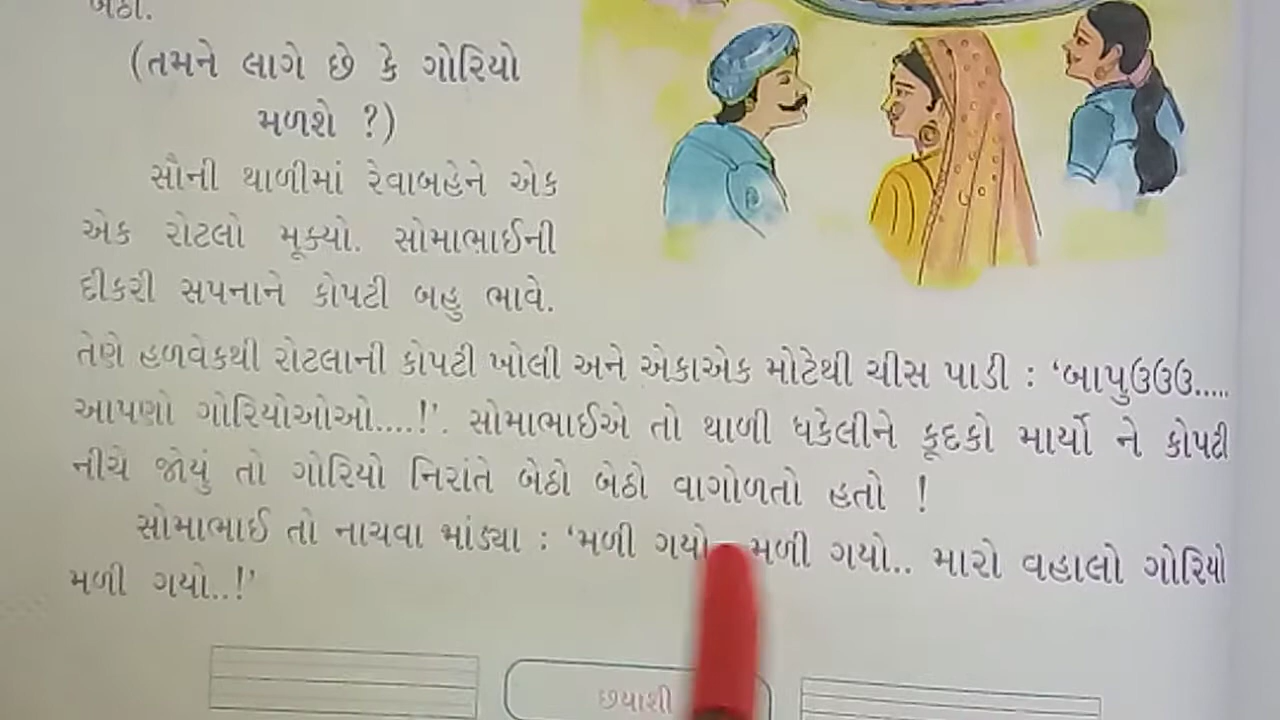 બેઠા.
(તમને લાગે છે કે ગોરિયો
મળશે ?)
સૌની થાળીમાં રેવાબહેને એક
એક રોટલો મૂક્યો. સોમાભાઈની
દીકરી સપનાને કોપટી બહુ ભાવે.
તેણે હળવેકથી રોટલાની કોપટી ખોલી અને એકાએક મોટેથી ચીસ પાડી : ‘બાપુઉઉઉ.....
આપણો ગોરિયોઓઓ....!’. સોમાભાઈએ તો થાળી ધકેલીને કૂદકો માર્યો ને કોપટી
નીચે જોયું તો ગોરિયો નિરાંતે બેઠો બેઠો વાગોળતો હતો !
સોમાભાઈ તો નાચવા માંડ્યા : ‘મળી ગયો.. મળી ગયો.. મારો વહાલો ગોરિયો
મળી ગયો..!’
છયાશી